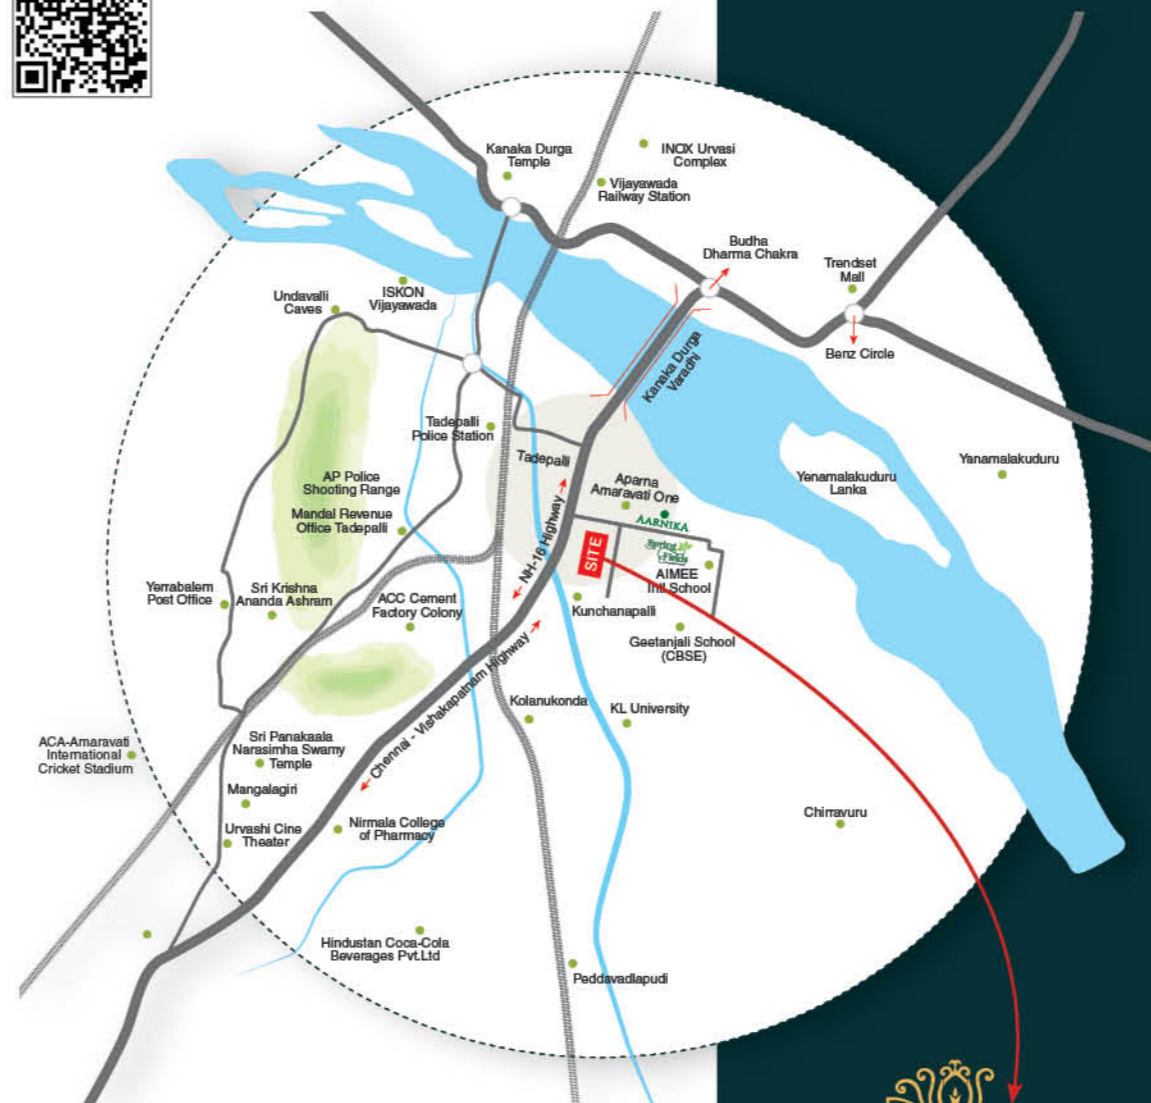 Kanaka Durga
Temple
INOX Urvasi
Complex
Vijayawada
Railway Station
Budha
Dharma Chakra
Trendset
Mall
Benz Circle
ISKON
Vijayawada
Undavalli
Caves
Kanaka Durga
Varadhi
Tadepalli
Police Station
Tadepalli
Yanamalakuduru
Yenamalakuduru
Lanka
AP Police
Shooting Range
Aparna
Amaravati One
AARNIKA
Mandal Revenue
Office Tadepalli
NH-16 Highway
SITE
Spring
Fields
AIMEE
Intl School
Yerrabalem
Post Office
Sri Krishna
Ananda Ashram
ACC Cement
Factory Colony
Kunchanapalli
Geetanjali School
(CBSE)
Chennai - Vishakapatnam Highway
Kolanukonda
KL University
ACA-Amaravati
International
Cricket Stadium
Sri Panakaala
Narasimha Swamy
Temple
Mangalagiri
Urvashi Cine
Theater
Nirmala College
of Pharmacy
Chirravuru
Hindustan Coca-Cola
Beverages Pvt.Ltd
Peddavadlapudi